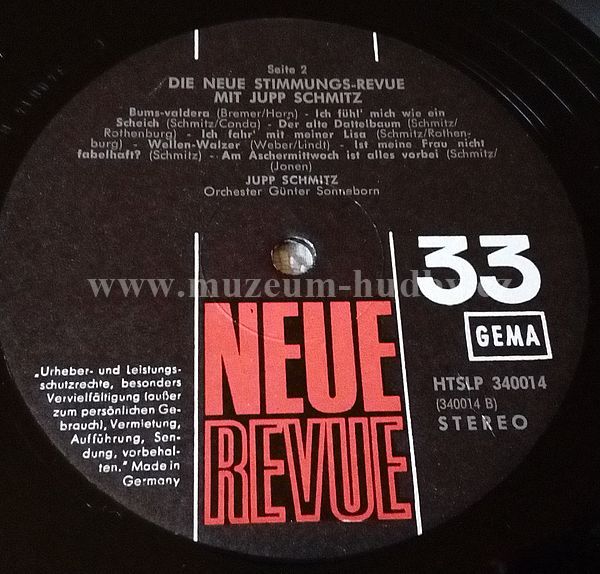 Seite 2
DIE NEUE STIMMUNGS-REVUE
MIT JUPP SCHMITZ
Bums-valdera (Bremer/Horn) - Ich fühl' mich wie ein
Scheich (Schmitz/Conda) - Der alte Dattelbaum (Schmitz/
Rothenburg) - Ich fahr' mit meiner Lisa (Schmitz/Rothen-
burg) - Wellen-Walzer (Weber/Lindt) - Ist meine Frau nicht
fabelhaft? (Schmitz) - Am Aschermittwoch ist alles vorbei (Schmitz/
Jonen)
JUPP SCHMITZ
Orchester Günter Sonneborn
www.muzeum-hudby.cz
33
GEMA
HTSLP 340014
(340014 B)
STEREO
NEUE
REVUE
„Urheber- und Leistungs-
schutzrechte, besonders
Vervielfältigung (außer
zum persönlichen Ge-
brauch), Vermietung,
Aufführung, Sen-
dung, vorbehal-
ten." Made in
Germany